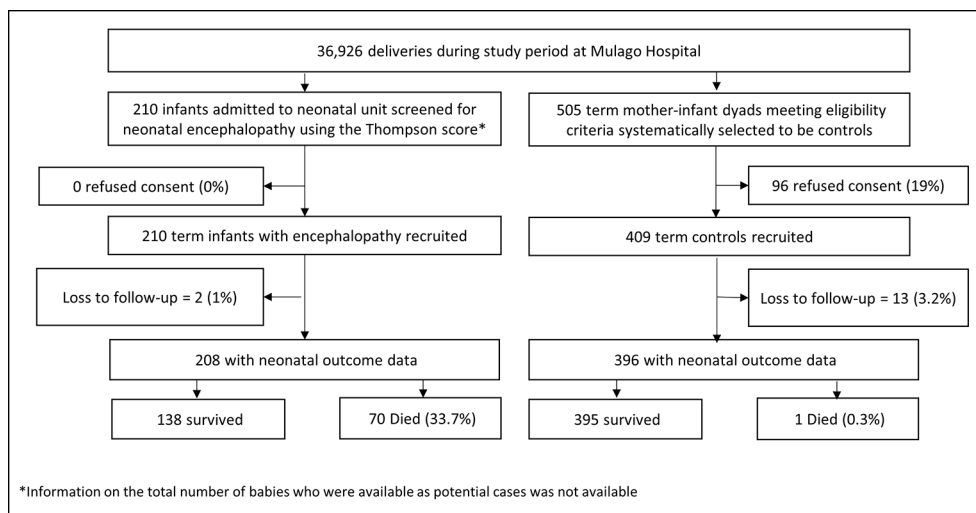 36,926 deliveries during study period at Mulago Hospital
210 infants admitted to neonatal unit screened for
neonatal encephalopathy using the Thompson score*
505 term mother-infant dyads meeting eligibility
criteria systematically selected to be controls
0 refused consent (0%)
96 refused consent (19%)
210 term infants with encephalopathy recruited
409 term controls recruited
Loss to follow-up = 2 (1%)
Loss to follow-up = 13 (3.2%)
208 with neonatal outcome data
396 with neonatal outcome data
138 survived
70 Died (33.7%)
395 survived
1 Died (0.3%)
*Information on the total number of babies who were available as potential cases was not available